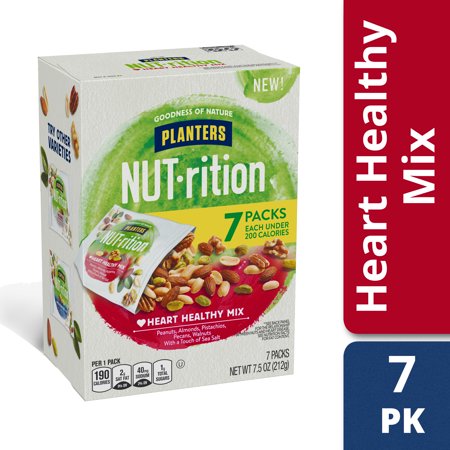 NEW!
GOODNESS OF NATURE
PLANTERS
NUT·rition
7 PACKS
EACH UNDER
200 CALORIES
TRY OTHER
VARIETIES
PLANTERS
NUT·rition
HEART HEALTHY MIX
HEART HEALTHY MIX
Peanuts, Almonds, Pistachios,
Pecans, Walnuts
With a Touch of Sea Salt
PER 1 PACK
190
CALORIES
2g
SAT FAT
40mg
SODIUM
1g
TOTAL
SUGARS
7 PACKS
NET WT 7.5 OZ (212g)
Heart Healthy
Mix
7
PK